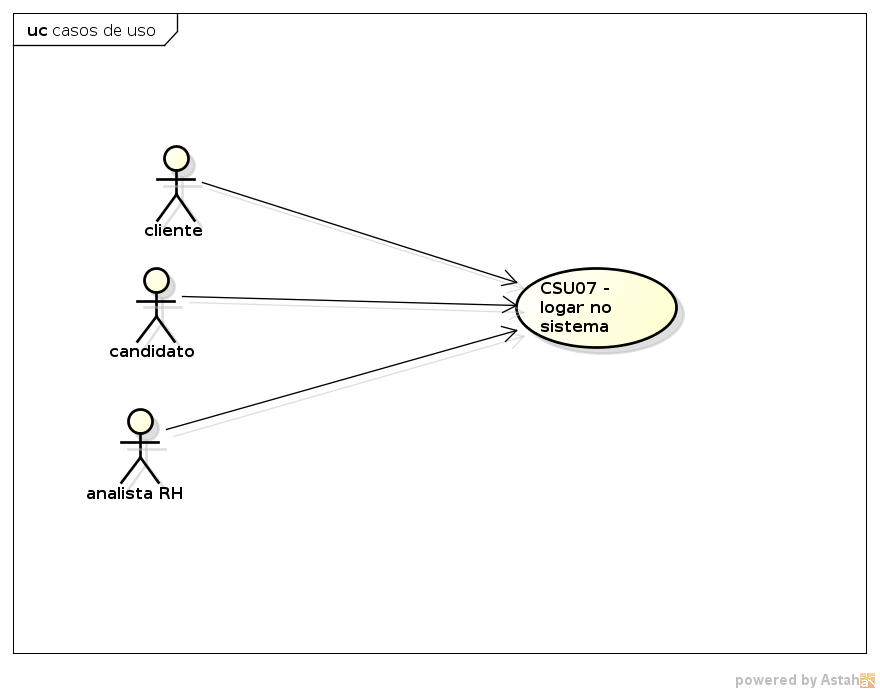 uc casos de uso
cliente
CSU07 -
logar no
sistema
candidato
analista RH
powered by Astah